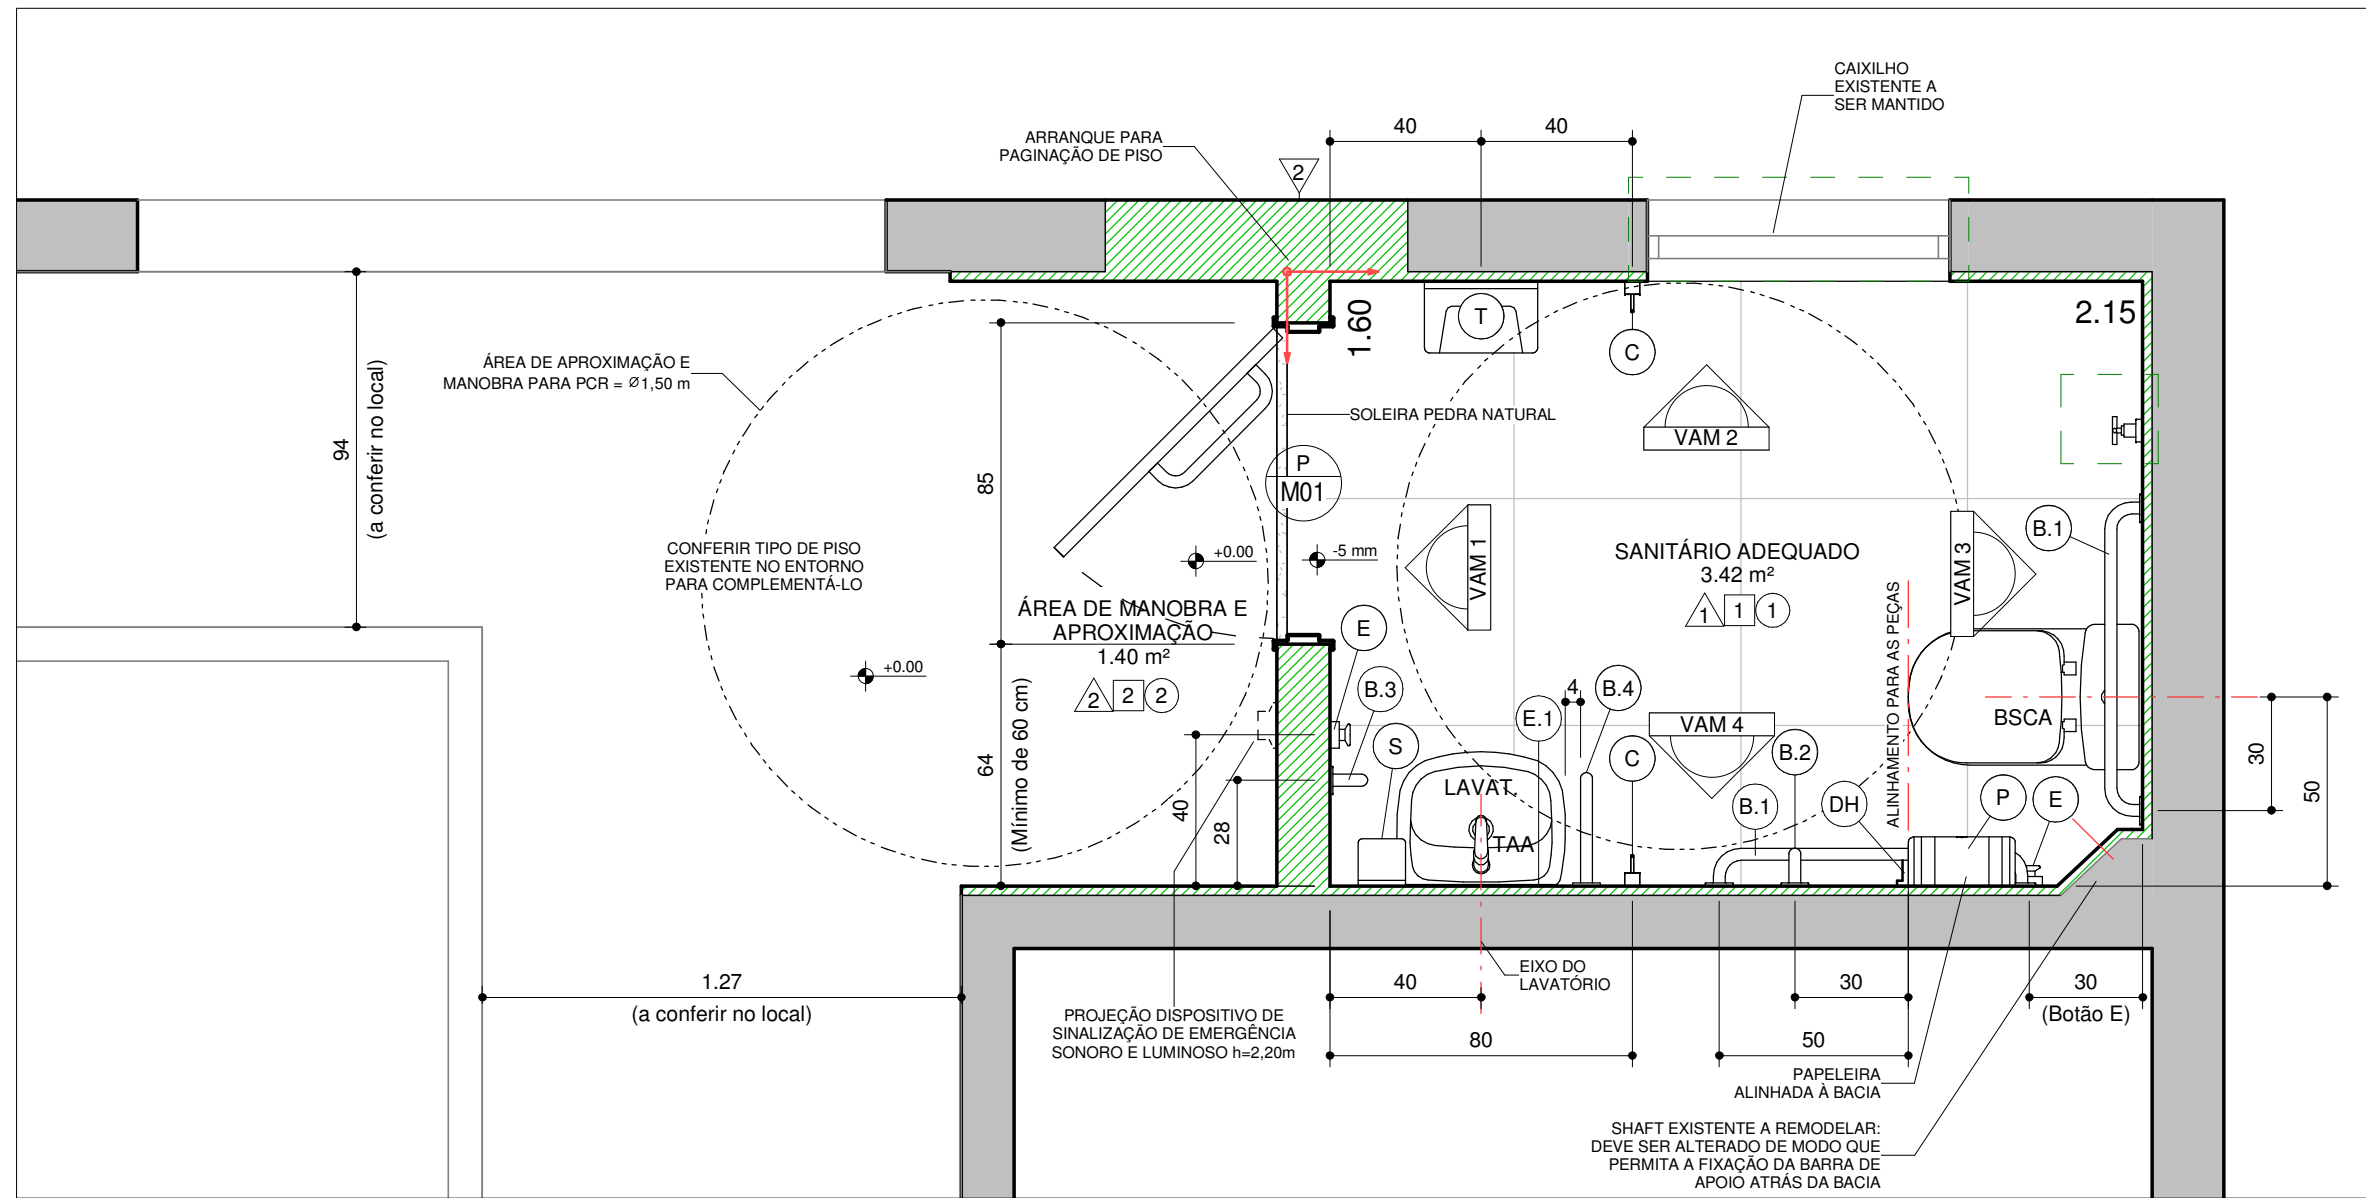 CAIXILHO
EXISTENTE A
SER MANTIDO
ARRANQUE PARA
PAGINAÇÃO DE PISO
40
40
2
1.60
2.15
T
C
ÁREA DE APROXIMAÇÃO E
MANOBRA PARA PCR = Ø1,50 m
94
(a conferir no local)
85
SOLEIRA PEDRA NATURAL
VAM 2
P
M01
B.1
CONFERIR TIPO DE PISO
EXISTENTE NO ENTORNO
PARA COMPLEMENTÁ-LO
+0.00
-5 mm
VAM 1
SANITÁRIO ADEQUADO
3.42 m²
1 1 1
VAM 3
ÁREA DE MANOBRA E
APROXIMAÇÃO
1.40 m²
2 2 2
+0.00
E
B.3
S
E.1
4
B.4
C
VAM 4
B.2
B.1
DH
ALINHAMENTO PARA AS PEÇAS
BSCA
P
E
30
50
64
(Mínimo de 60 cm)
40
28
LAVAT.
TAA
1.27
(a conferir no local)
PROJEÇÃO DISPOSITIVO DE
SINALIZAÇÃO DE EMERGÊNCIA
SONORO E LUMINOSO h=2,20m
40
EIXO DO
LAVATÓRIO
80
30
50
30
(Botão E)
PAPELEIRA
ALINHADA À BACIA
SHAFT EXISTENTE A REMODELAR:
DEVE SER ALTERADO DE MODO QUE
PERMITA A FIXAÇÃO DA BARRA DE
APOIO ATRÁS DA BACIA